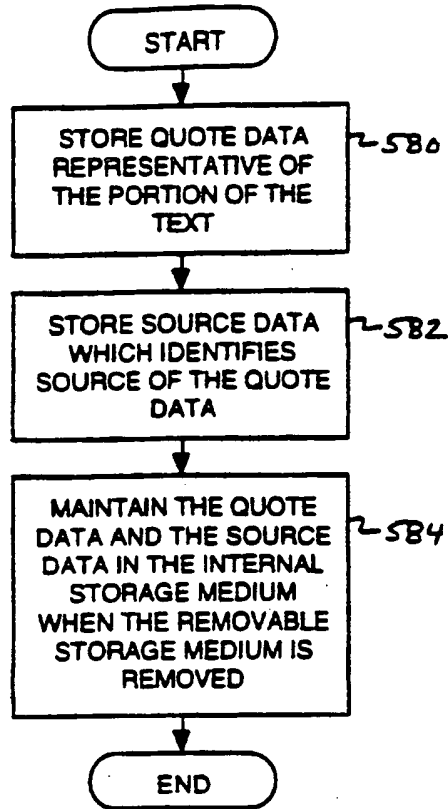 START
STORE QUOTE DATA
REPRESENTATIVE OF
THE PORTION OF THE
TEXT
580
STORE SOURCE DATA
WHICH IDENTIFIES
SOURCE OF THE QUOTE
DATA
582
MAINTAIN THE QUOTE
DATA AND THE SOURCE
DATA IN THE INTERNAL
STORAGE MEDIUM
WHEN THE REMOVABLE
STORAGE MEDIUM IS
REMOVED
584
END